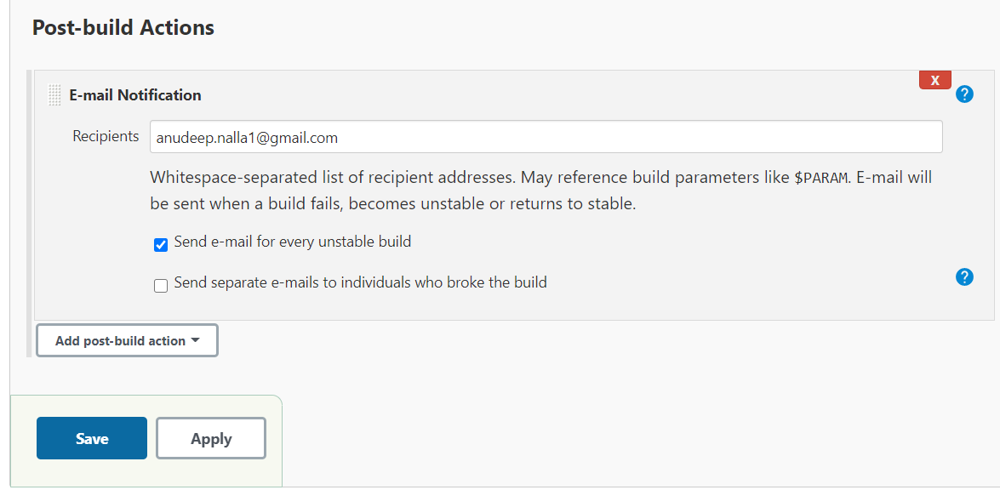 Post-build Actions
E-mail Notification
X
?
Recipients
anudeep.nalla1@gmail.com
Whitespace-separated list of recipient addresses. May reference build parameters like $PARAM. E-mail will
be sent when a build fails, becomes unstable or returns to stable.
Send e-mail for every unstable build
Send separate e-mails to individuals who broke the build
?
Add post-build action
Save
Apply